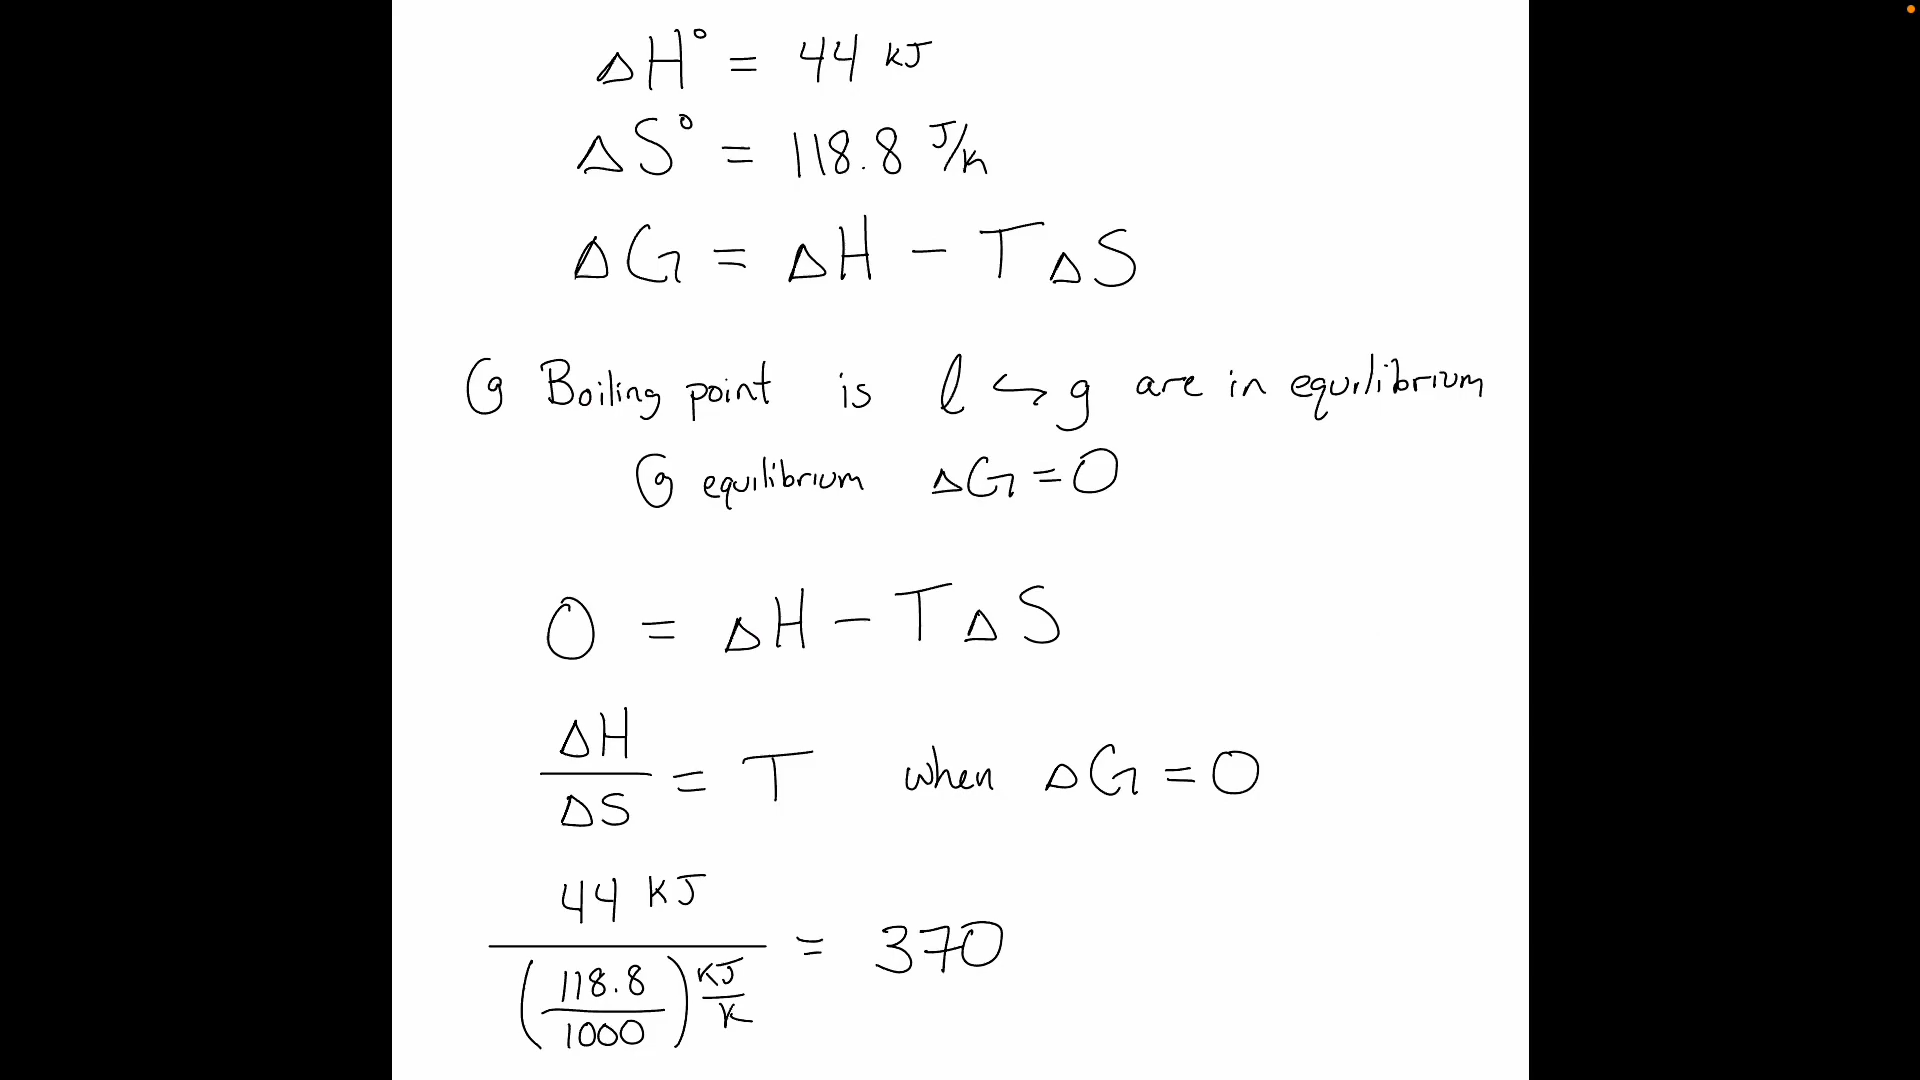 ΔH° = 44 kJ
ΔS° = 118.8 J/K
ΔG = ΔH - TΔS
@ Boiling point is l ⇌ g are in equilibrium
@ equilibrium ΔG = 0
0 = ΔH - TΔS
ΔH/ΔS = T when ΔG = 0
44 kJ / (118.8/1000) kJ/K = 370